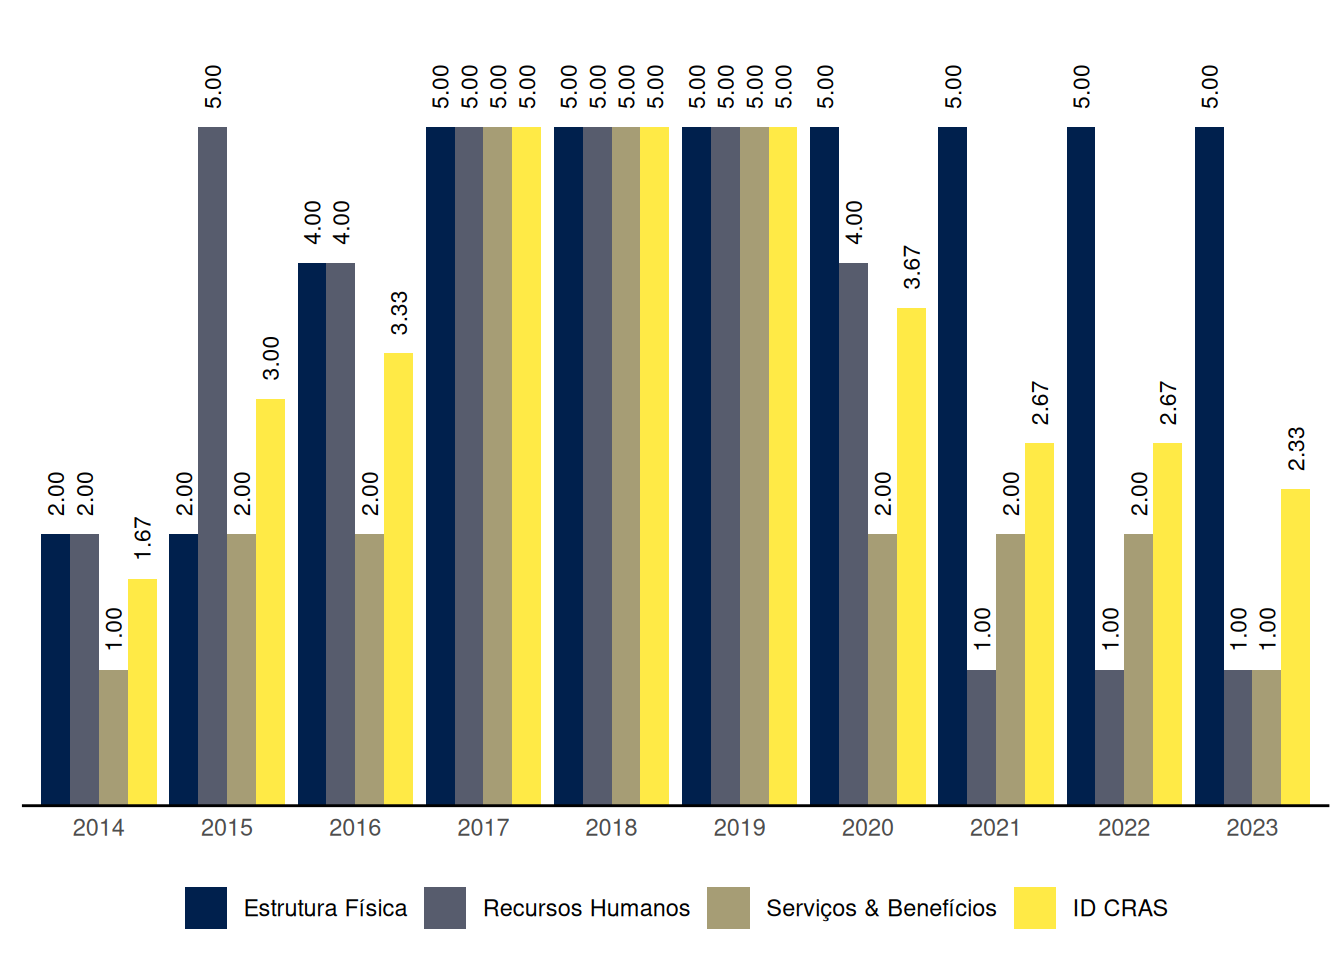 2.00 2.00 1.00 1.67
2.00 5.00 2.00 3.00
4.00 4.00 2.00 3.33
5.00 5.00 5.00 5.00
5.00 5.00 5.00 5.00
5.00 5.00 5.00 5.00
5.00 4.00 2.00 3.67
5.00 1.00 2.00 2.67
5.00 1.00 2.00 2.67
5.00 1.00 1.00 2.33
2014 2015 2016 2017 2018 2019 2020 2021 2022 2023
Estrutura Física Recursos Humanos Serviços & Benefícios ID CRAS